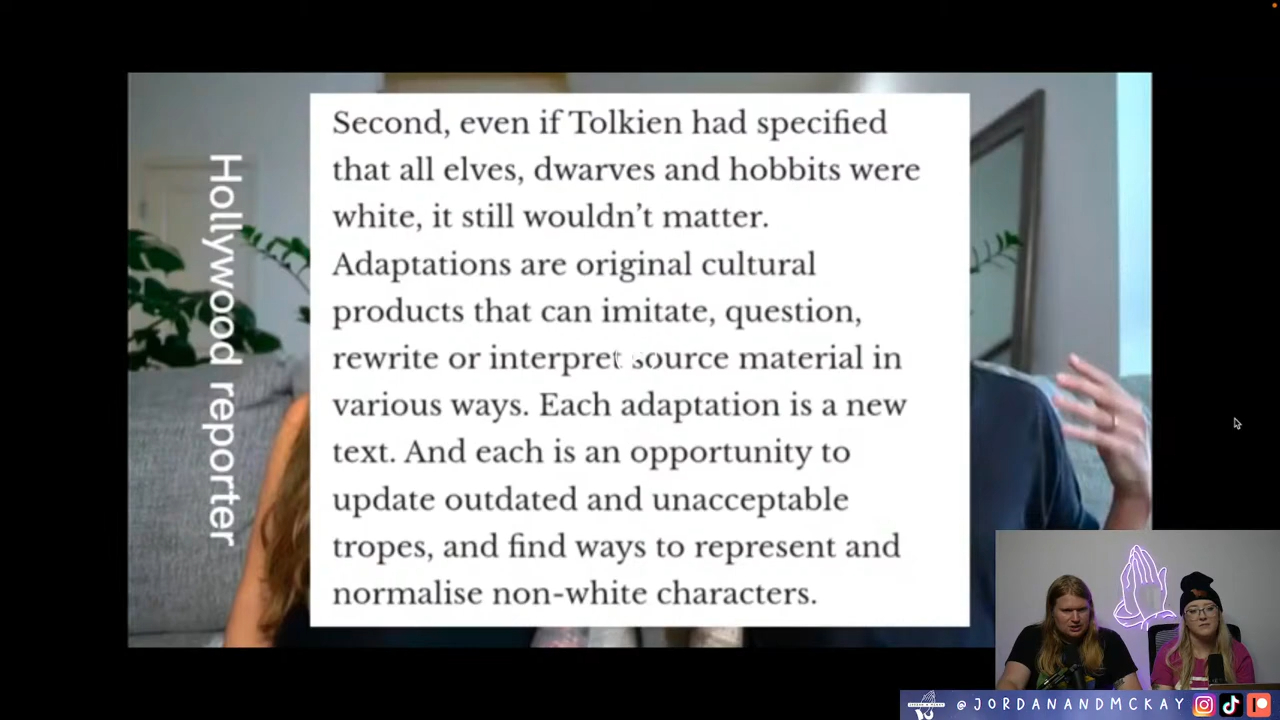 Second, even if Tolkien had specified
that all elves, dwarves and hobbits were
white, it still wouldn't matter.
Adaptations are original cultural
products that can imitate, question,
rewrite or interpret source material in
various ways. Each adaptation is a new
text. And each is an opportunity to
update outdated and unacceptable
tropes, and find ways to represent and
normalise non-white characters.
Hollywood reporter
@JORDANANDMCKAY